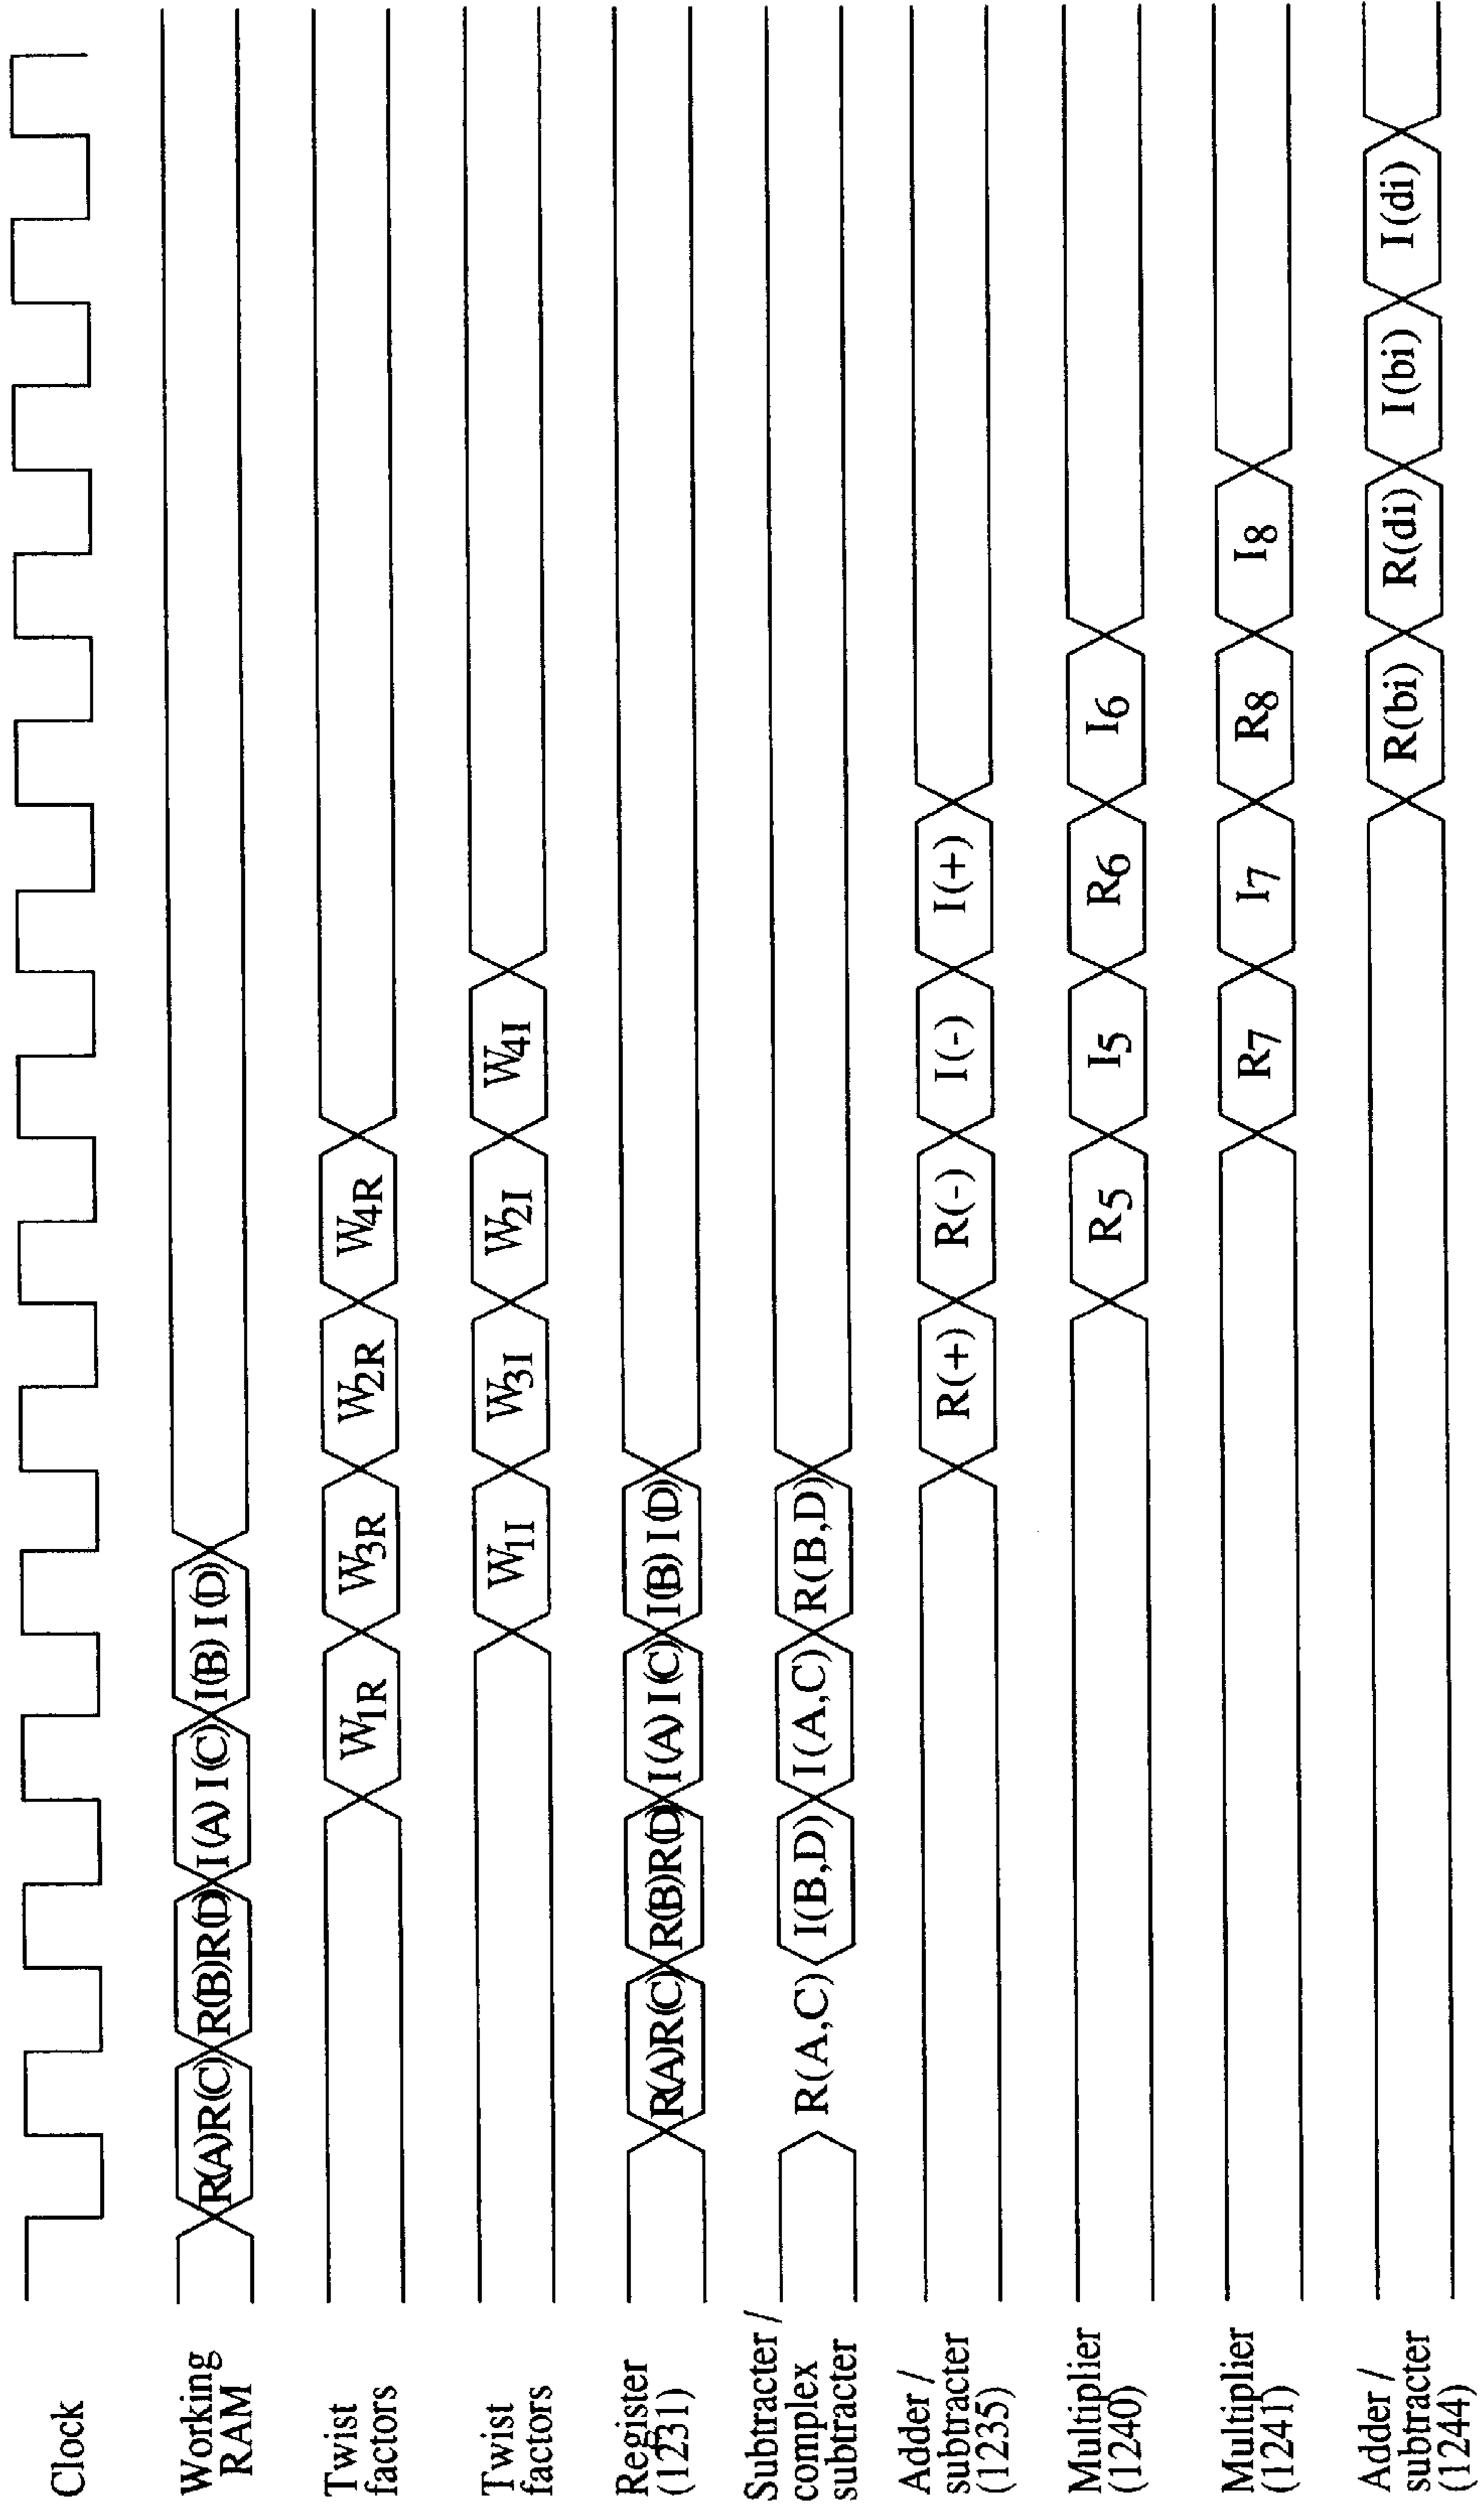 Clock
Working
RAM
R(A)R(C) R(B)R(D) I(A) I(C) I(B) I(D)
Twist
factors
W1R W3R W2R W4R
Twist
factors
W1I W3I W2I W4I
Register
(1231)
R(A)R(C) R(B)R(D) I(A) I(C) I(B) I(D)
Subtracter /
complex
subtracter
R(A,C) I(B,D) I(A,C) R(B,D)
Adder /
subtracter
(1235)
R(+) R(-) I(-) I(+)
Multiplier
(1240)
R5 I5 R6 I6
Multiplier
(1241)
R7 I7 R8 I8
Adder /
subtracter
(1244)
R(bi) R(di) I(bi) I(di)